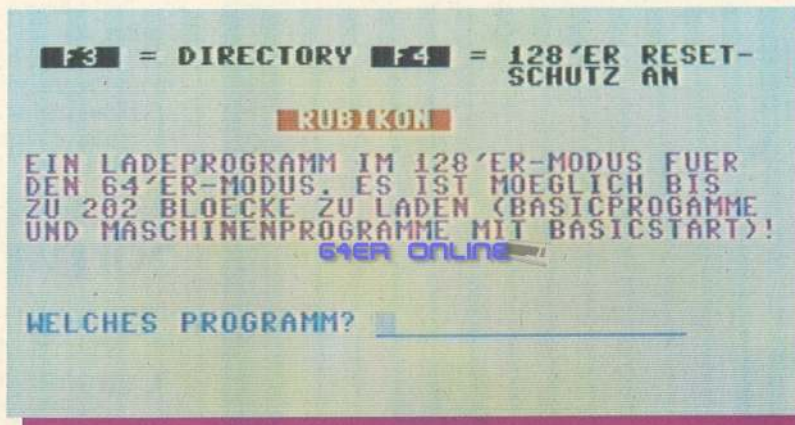 F3 = DIRECTORY F4 = 128'ER RESET-
SCHUTZ AN
RUBIKON
EIN LADEPROGRAMM IM 128'ER-MODUS FUER
DEN 64'ER-MODUS. ES IST MOEGLICH BIS
ZU 202 BLOECKE ZU LADEN (BASICPROGAMME
UND MASCHINENPROGRAMME MIT BASICSTART)!
64ER ONLINE
WELCHES PROGRAMM?